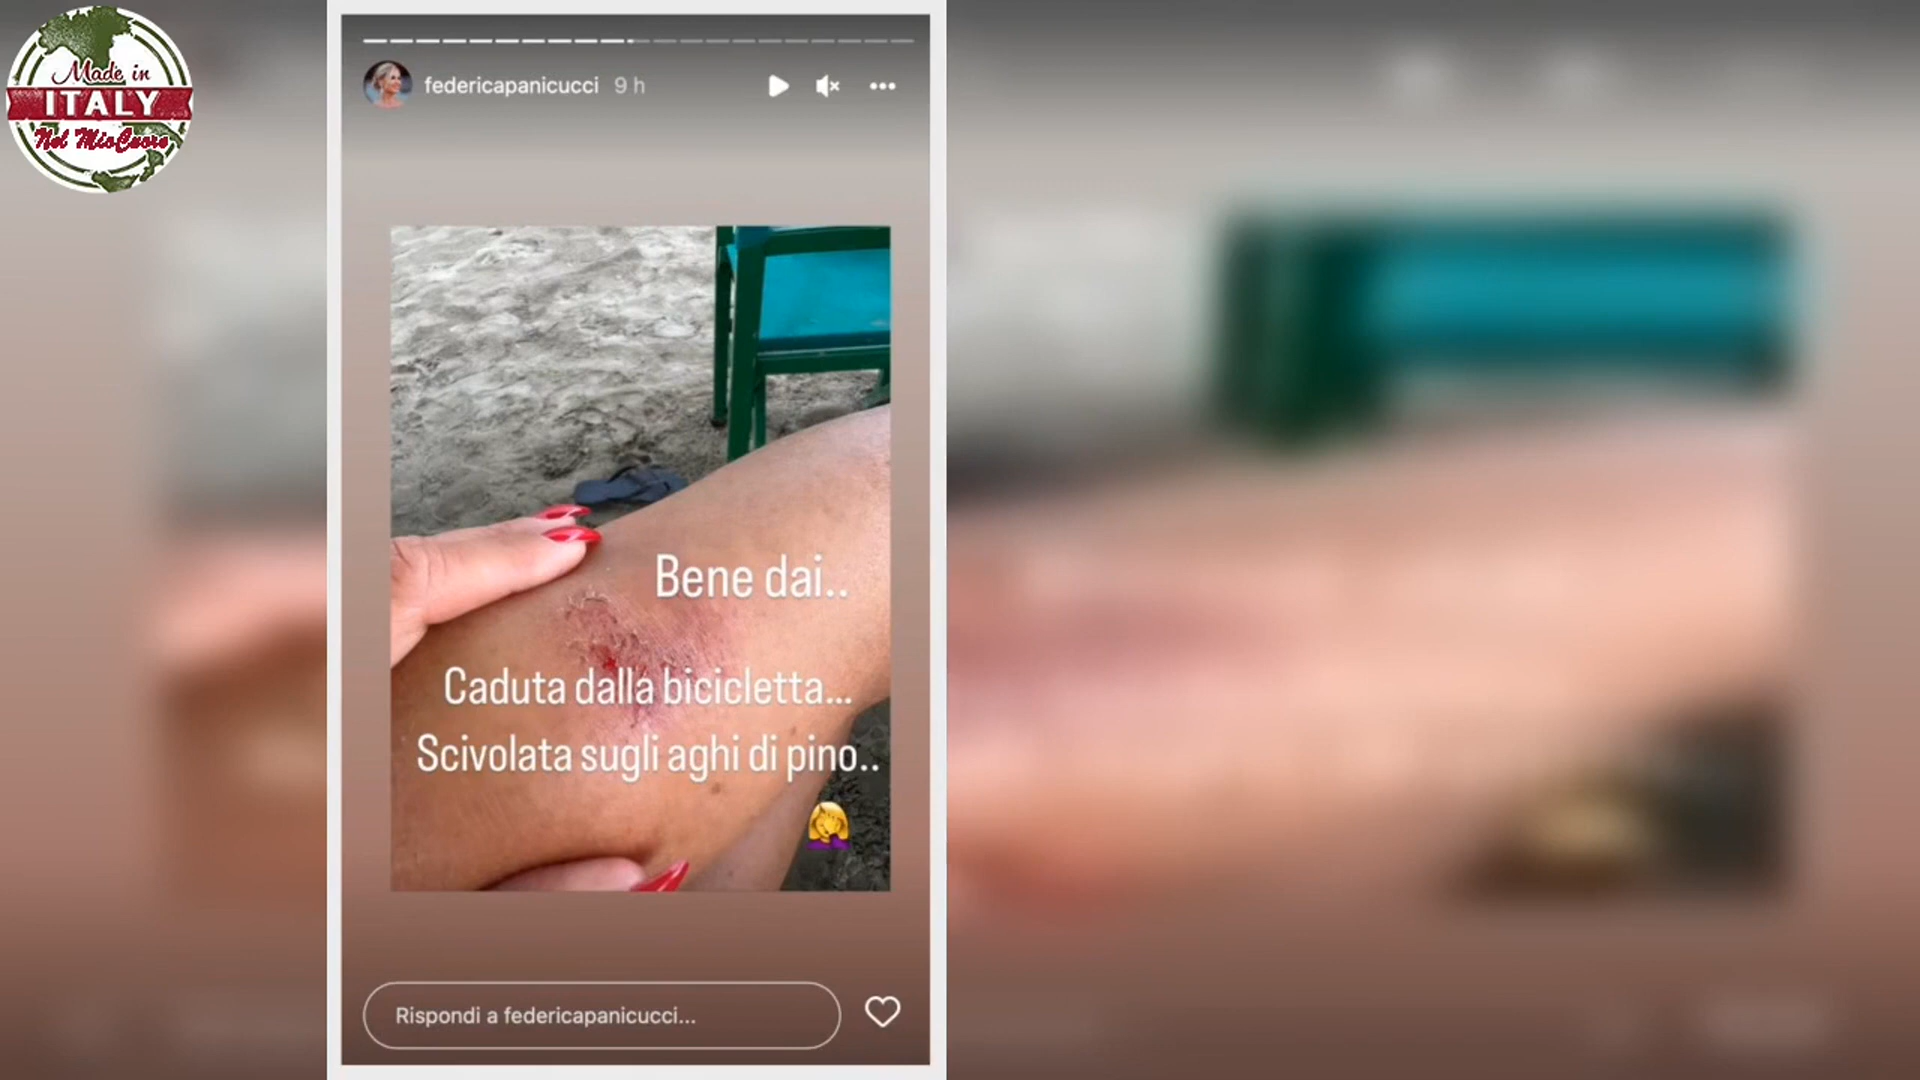 Made in
ITALY
Nel Mio Cuore
federicapanicucci 9 h
Bene dai..
Caduta dalla bicicletta...
Scivolata sugli aghi di pino..
Rispondi a federicapanicucci...